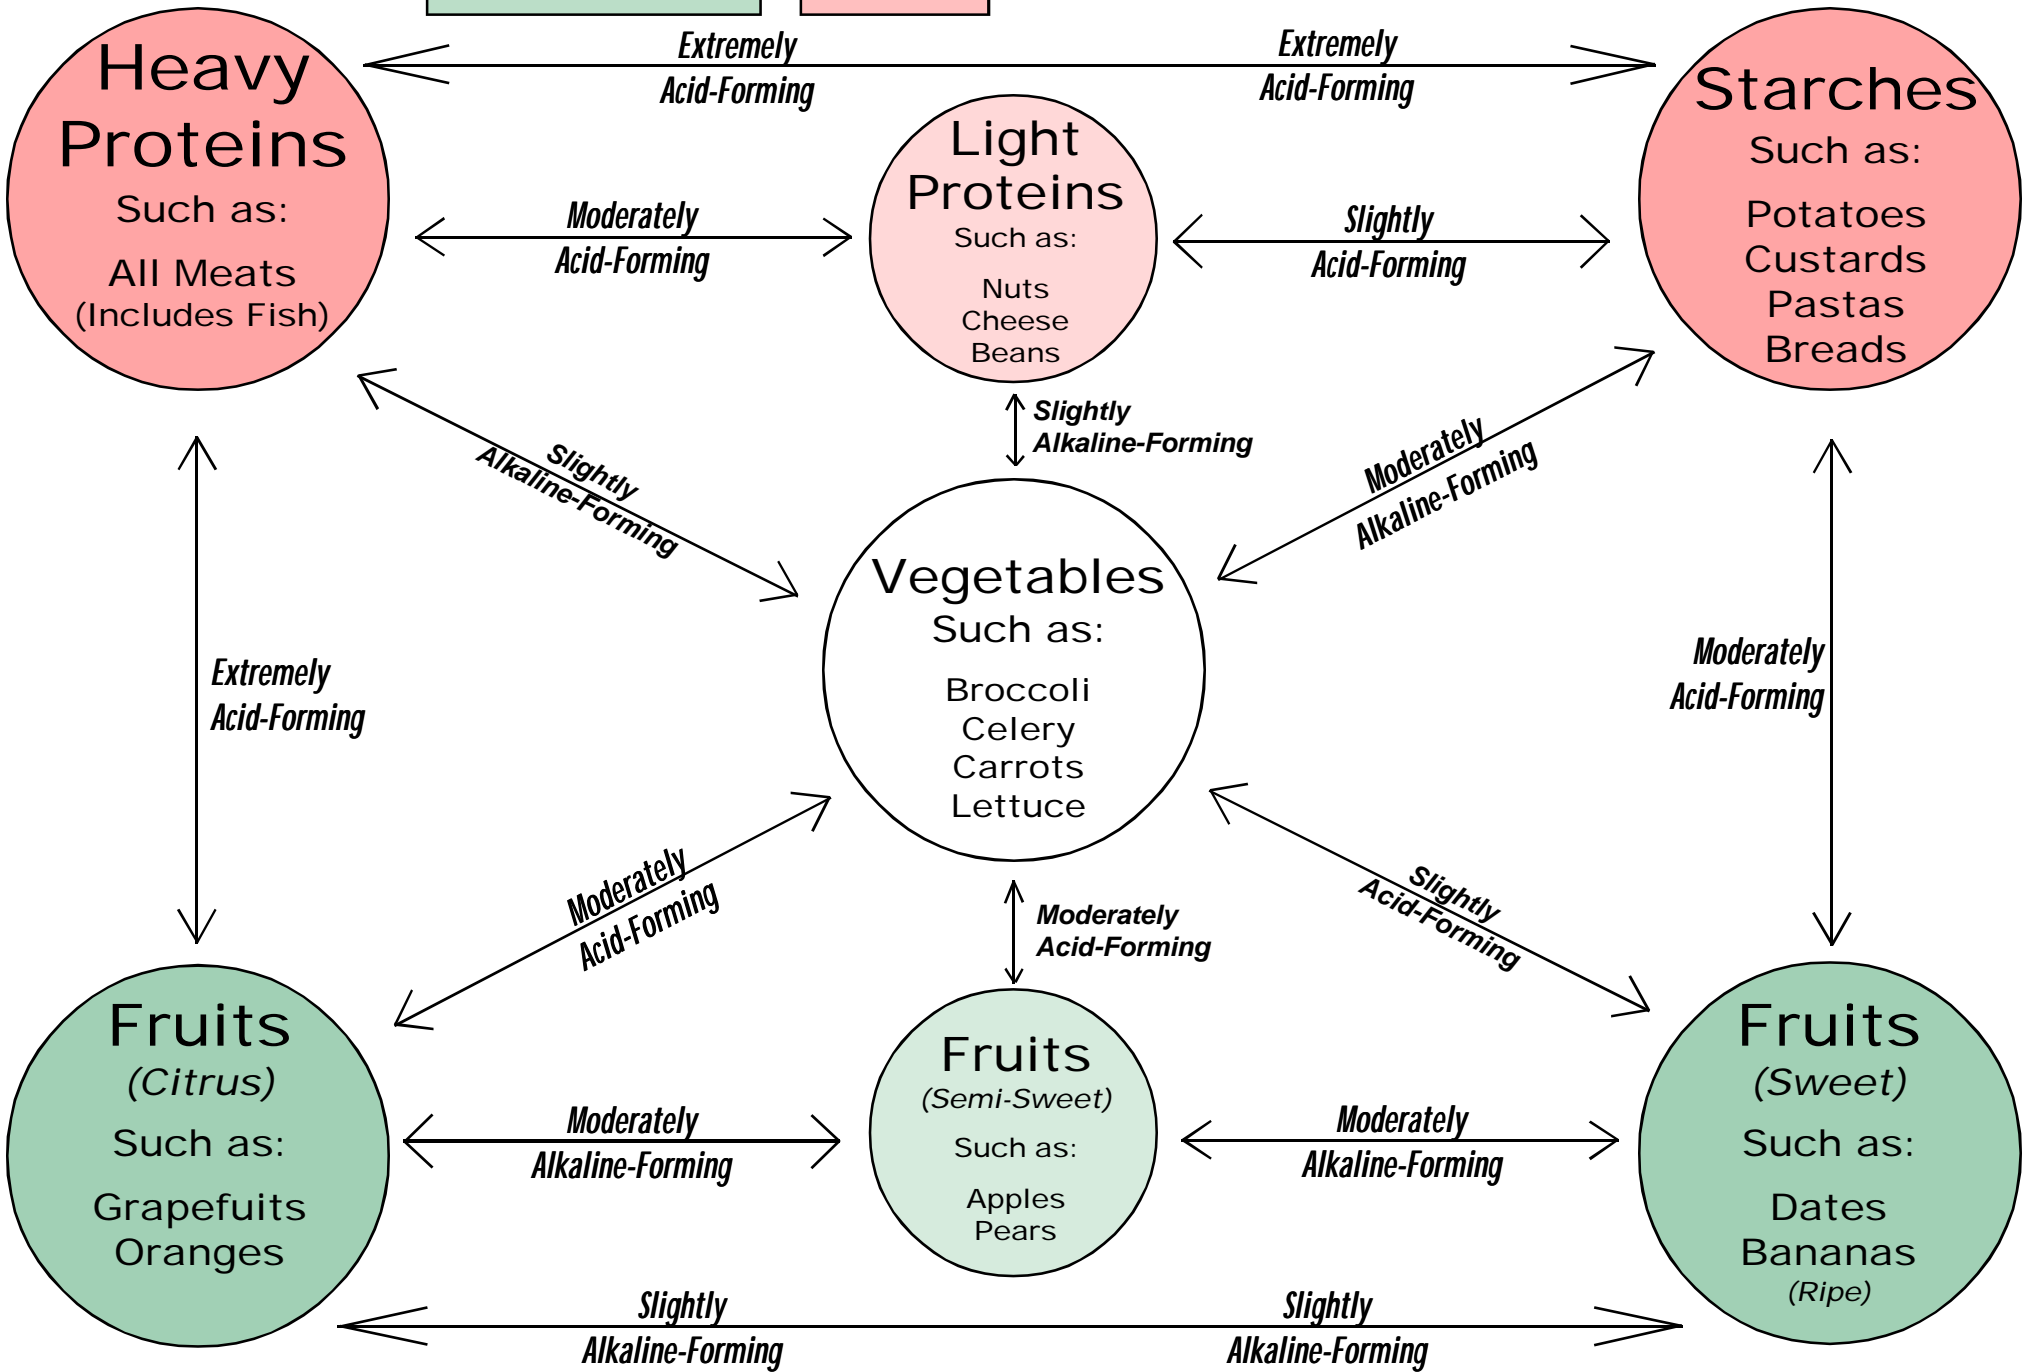 Heavy
Proteins
Such as:
All Meats
(Includes Fish)
Extremely
Acid-Forming
Extremely
Acid-Forming
Starches
Such as:
Potatoes
Custards
Pastas
Breads
Light
Proteins
Such as:
Nuts
Cheese
Beans
Moderately
Acid-Forming
Slightly
Acid-Forming
Slightly
Alkaline-Forming
Slightly
Alkaline-Forming
Moderately
Alkaline-Forming
Vegetables
Such as:
Broccoli
Celery
Carrots
Lettuce
Extremely
Acid-Forming
Moderately
Acid-Forming
Moderately
Acid-Forming
Moderately
Acid-Forming
Slightly
Acid-Forming
Fruits
(Citrus)
Such as:
Grapefuits
Oranges
Moderately
Alkaline-Forming
Fruits
(Semi-Sweet)
Such as:
Apples
Pears
Moderately
Alkaline-Forming
Fruits
(Sweet)
Such as:
Dates
Bananas
(Ripe)
Slightly
Alkaline-Forming
Slightly
Alkaline-Forming